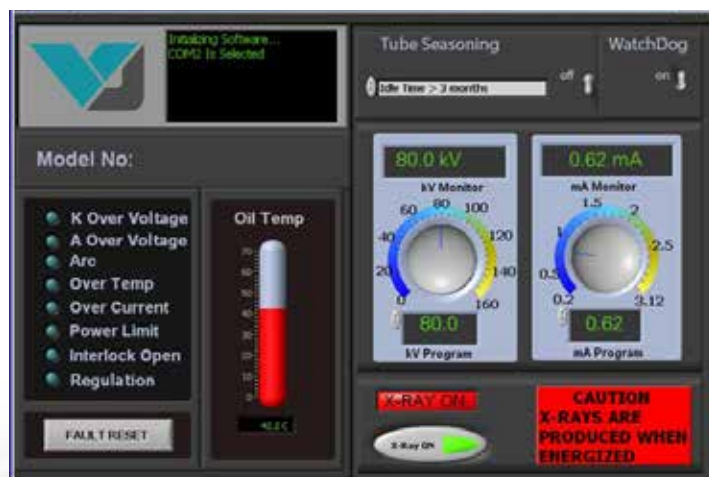 Initializing Software...
COM2 Is Selected
Tube Seasoning
WatchDog
Idle Time > 3 months
off
on
Model No:
K Over Voltage
A Over Voltage
Arc
Over Temp
Over Current
Power Limit
Interlock Open
Regulation
FAULT RESET
Oil Temp
80.0 kV
kV Monitor
0 20 40 60 80 100 120 140 160
80.0
kV Program
0.62 mA
mA Monitor
0.2 0.5 1 1.5 2 2.5 3.12
0.62
mA Program
X-RAY ON
X-Ray ON
CAUTION
X-RAYS ARE
PRODUCED WHEN
ENERGIZED